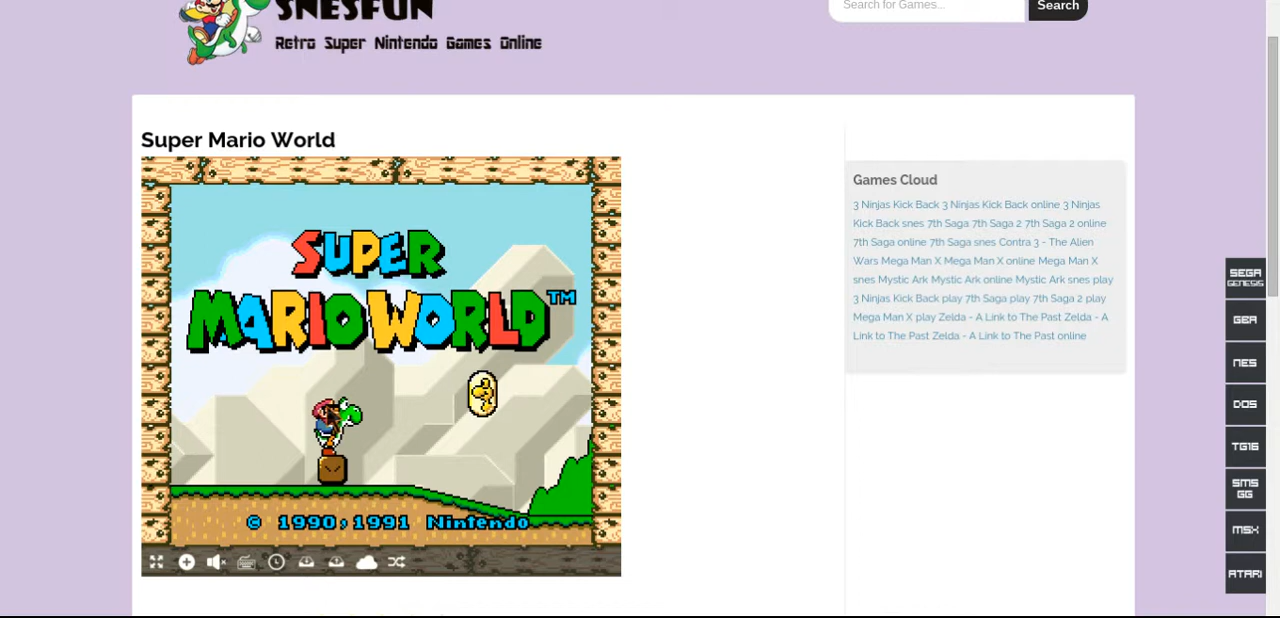 SNESFUN
Search for Games...
Search
Retro Super Nintendo Games Online
Super Mario World
SUPER
MARIO WORLD TM
© 1990,1991 Nintendo
Games Cloud
3 Ninjas Kick Back 3 Ninjas Kick Back online 3 Ninjas
Kick Back snes 7th Saga 7th Saga 2 7th Saga 2 online
7th Saga online 7th Saga snes Contra 3 - The Alien
Wars Mega Man X Mega Man X online Mega Man X
snes Mystic Ark Mystic Ark online Mystic Ark snes play
3 Ninjas Kick Back play 7th Saga play 7th Saga 2 play
Mega Man X play Zelda - A Link to The Past Zelda - A
Link to The Past Zelda - A Link to The Past online
SEGA
GENESIS
GBA
NES
DOS
TG16
SMS
GG
MSX
ATARI